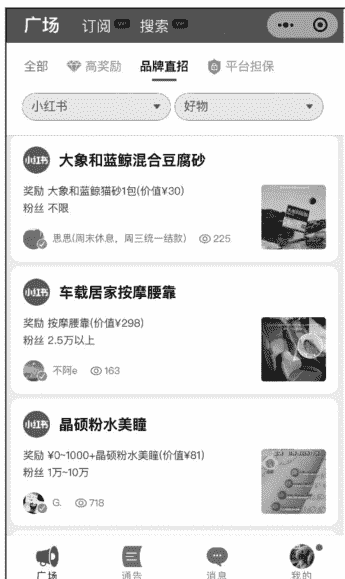 广场 订阅 VIP 搜索 VIP
全部 高奖励 品牌直招 平台担保
小红书 好物
小红书 大象和蓝鲸混合豆腐砂
奖励 大象和蓝鲸猫砂1包(价值¥30)
粉丝 不限
思思(周末休息，周三统一结款) 225
小红书 车载居家按摩腰靠
奖励 按摩腰靠(价值¥298)
粉丝 2.5万以上
不阿e 163
小红书 晶硕粉水美瞳
奖励 ¥0~1000+晶硕粉水美瞳(价值¥81)
粉丝 1万~10万
G. 718
广场 通告 消息 我的